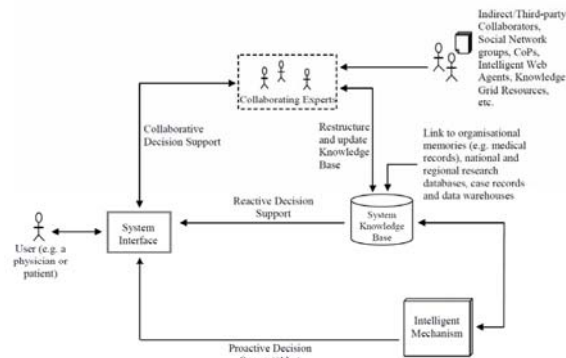 Indirect/Third-party
Collaborators,
Social Network
groups, CoPs,
Intelligent Web
Agents, Knowledge
Grid Resources,
etc.
Collaborating Experts
Collaborative
Decision Support
Restructure
and update
Knowledge
Base
Link to organisational
memories (e.g. medical
records), national and
regional research
databases, case records
and data warehouses
Reactive Decision
Support
System
Interface
System
Knowledge
Base
User (e.g. a
physician or
patient)
Intelligent
Mechanism
Proactive Decision